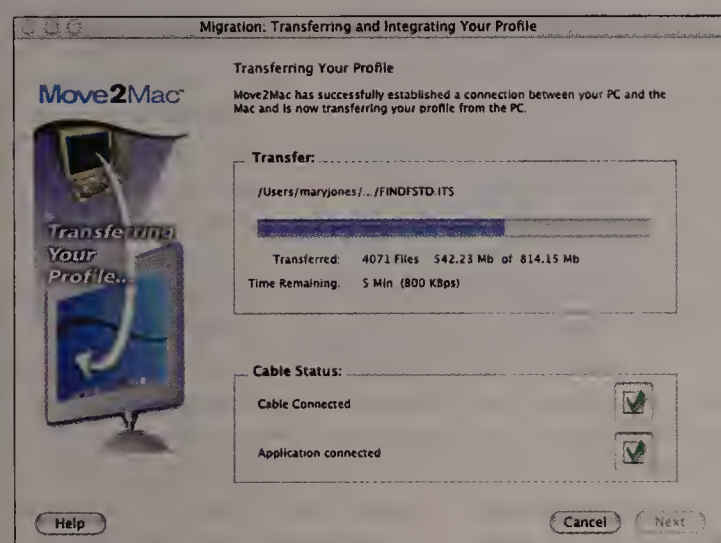 Migration: Transferring and Integrating Your Profile
Move2Mac
Transferring Your Profile
Move2Mac has successfully established a connection between your PC and the
Mac and is now transferring your profile from the PC.
Transfer:
/Users/maryjones/.../FINDFSTD.ITS
Transferred: 4071 Files 542.23 Mb of 814.15 Mb
Time Remaining. 5 Min (800 KBps)
Transferring
Your
Profile...
Cable Status:
Cable Connected
Application connected
Help
Cancel
Next